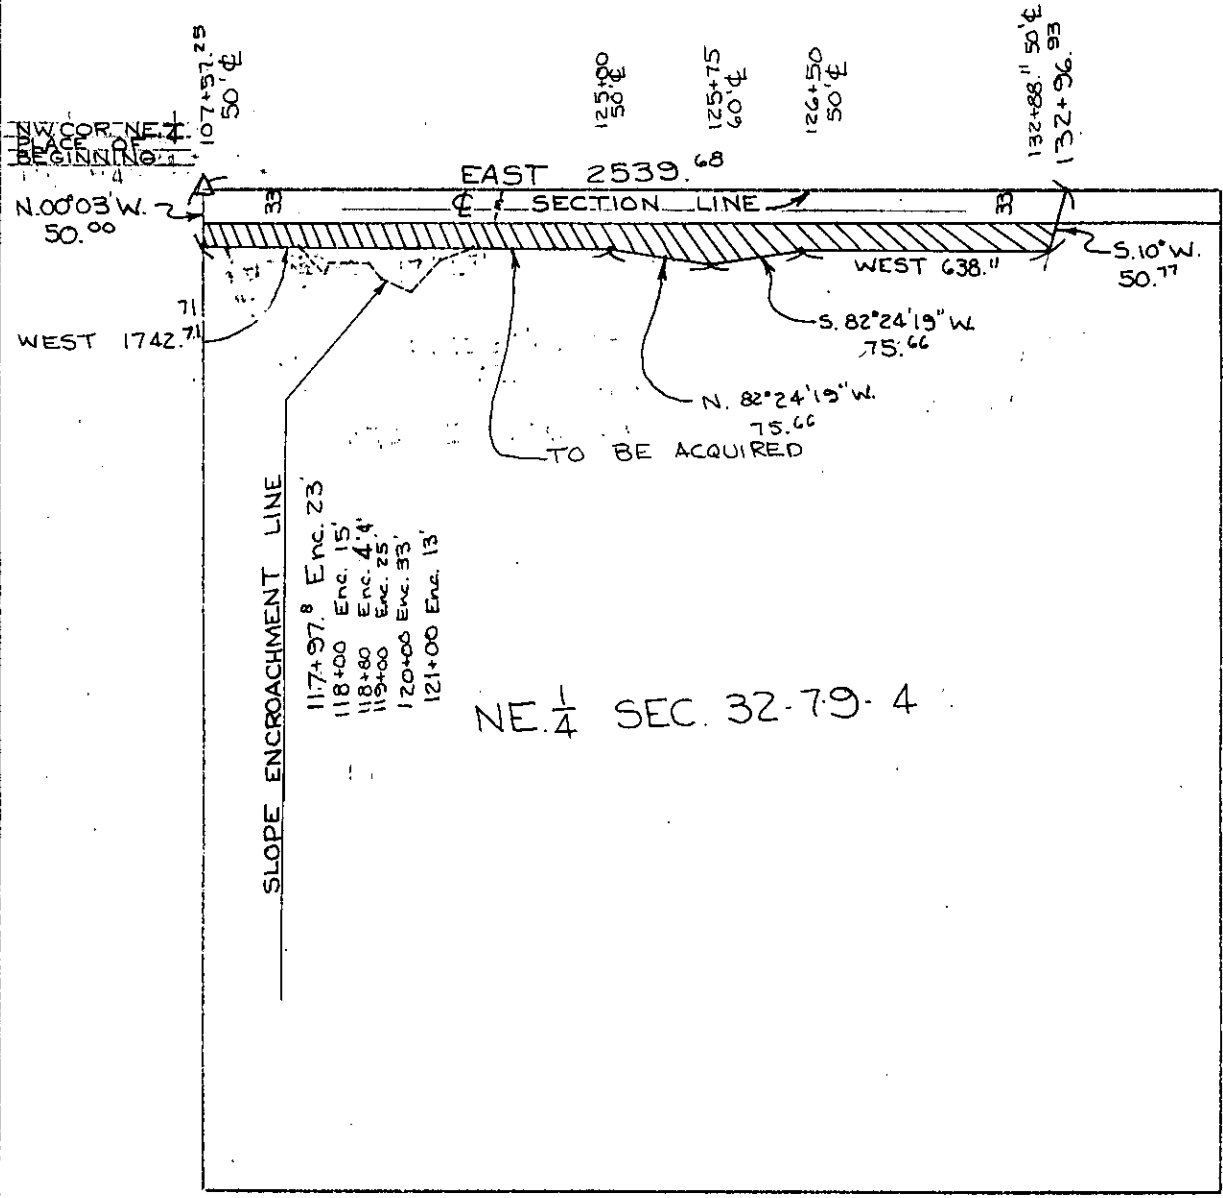 107+57.25
50' ℄
125+00
50' ℄
125+75
60' ℄
126+50
50' ℄
132+88.11 50' ℄
132+96.93
NW COR. NE.¼
PLACE OF
BEGINNING
EAST 2539.68
N.00°03'W.
50.00
33
℄ SECTION LINE
33
S.10°W.
50.77
WEST 638.11
17
71
WEST 1742.71
S. 82°24'19" W.
75.66
N. 82°24'19" W.
75.66
TO BE ACQUIRED
SLOPE ENCROACHMENT LINE
117+97.8 Enc. 23'
118+00 Enc. 15'
118+80 Enc. 4.4'
119+00 Enc. 25'
120+00 Enc. 33'
121+00 Enc. 13'
NE.¼ SEC. 32-79-4